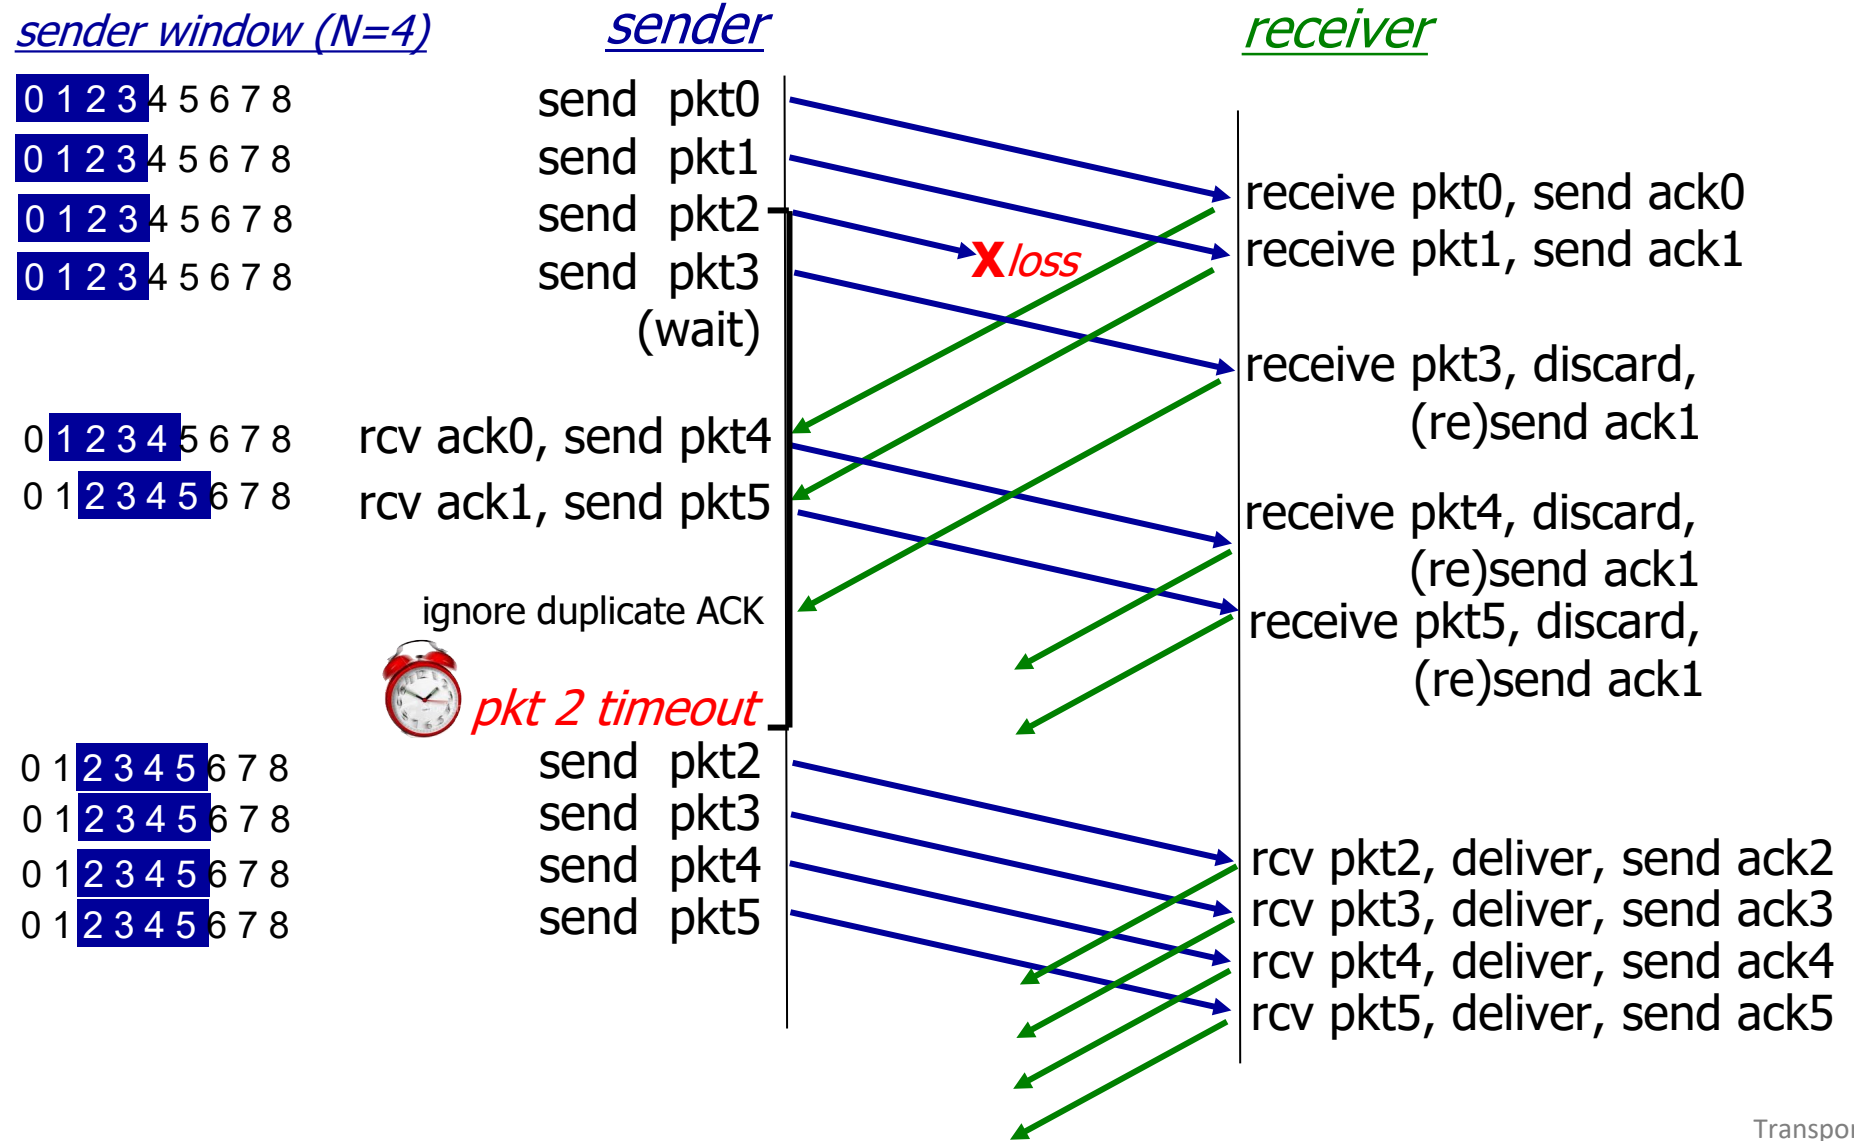 sender window (N=4) sender receiver
0 1 2 3 4 5 6 7 8 send pkt0
0 1 2 3 4 5 6 7 8 send pkt1
receive pkt0, send ack0
0 1 2 3 4 5 6 7 8 send pkt2
receive pkt1, send ack1
X loss
0 1 2 3 4 5 6 7 8 send pkt3
(wait)
receive pkt3, discard,
(re)send ack1
0 1 2 3 4 5 6 7 8 rcv ack0, send pkt4
0 1 2 3 4 5 6 7 8 rcv ack1, send pkt5
receive pkt4, discard,
(re)send ack1
ignore duplicate ACK
receive pkt5, discard,
(re)send ack1
pkt 2 timeout
0 1 2 3 4 5 6 7 8 send pkt2
0 1 2 3 4 5 6 7 8 send pkt3
0 1 2 3 4 5 6 7 8 send pkt4
0 1 2 3 4 5 6 7 8 send pkt5
rcv pkt2, deliver, send ack2
rcv pkt3, deliver, send ack3
rcv pkt4, deliver, send ack4
rcv pkt5, deliver, send ack5